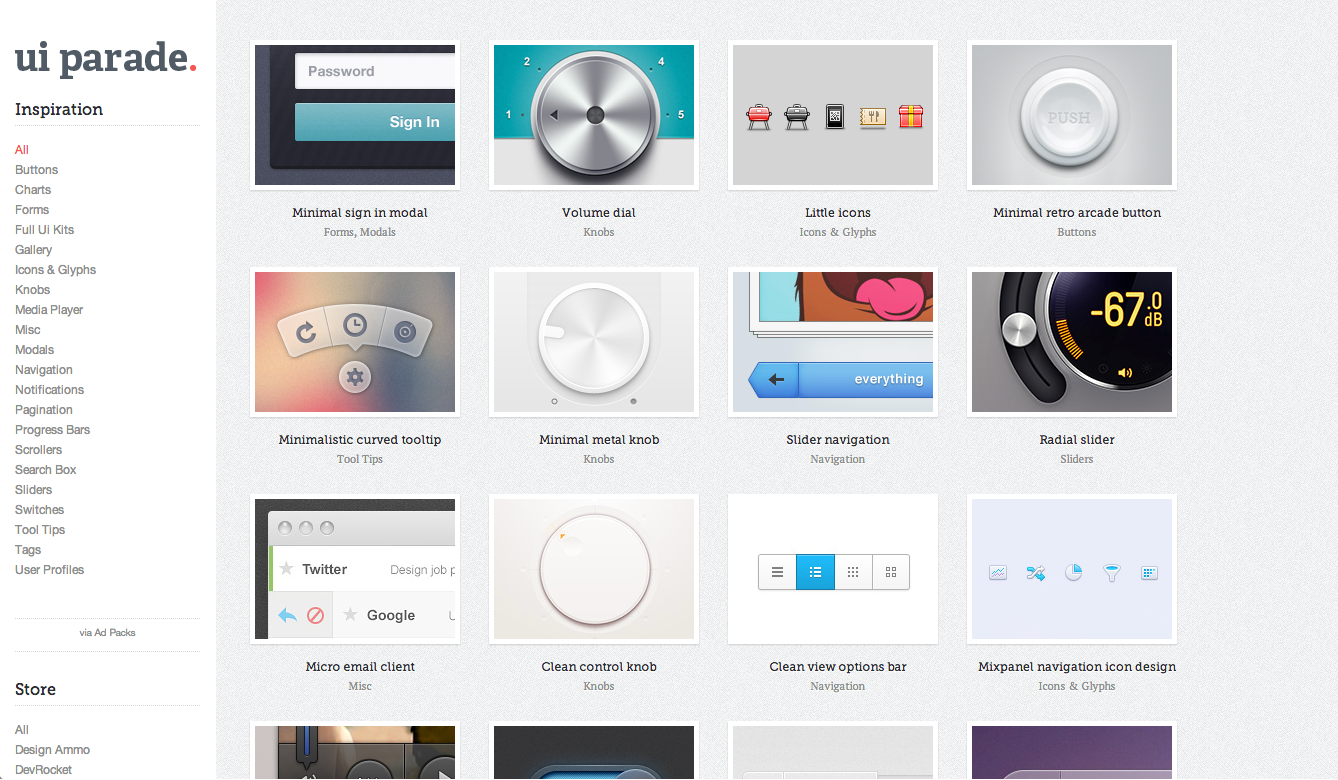 ui parade.
Inspiration
All
Buttons
Charts
Forms
Full Ui Kits
Gallery
Icons & Glyphs
Knobs
Media Player
Misc
Modals
Navigation
Notifications
Pagination
Progress Bars
Scrollers
Search Box
Sliders
Switches
Tool Tips
Tags
User Profiles
via Ad Packs
Store
All
Design Ammo
DevRocket
Password
Sign In
Minimal sign in modal
Forms, Modals
2
4
1
5
Volume dial
Knobs
Little icons
Icons & Glyphs
PUSH
Minimal retro arcade button
Buttons
Minimalistic curved tooltip
Tool Tips
Minimal metal knob
Knobs
everything
Slider navigation
Navigation
-67.0
dB
Radial slider
Sliders
Twitter Design job p
Google
Micro email client
Misc
Clean control knob
Knobs
Clean view options bar
Navigation
Mixpanel navigation icon design
Icons & Glyphs